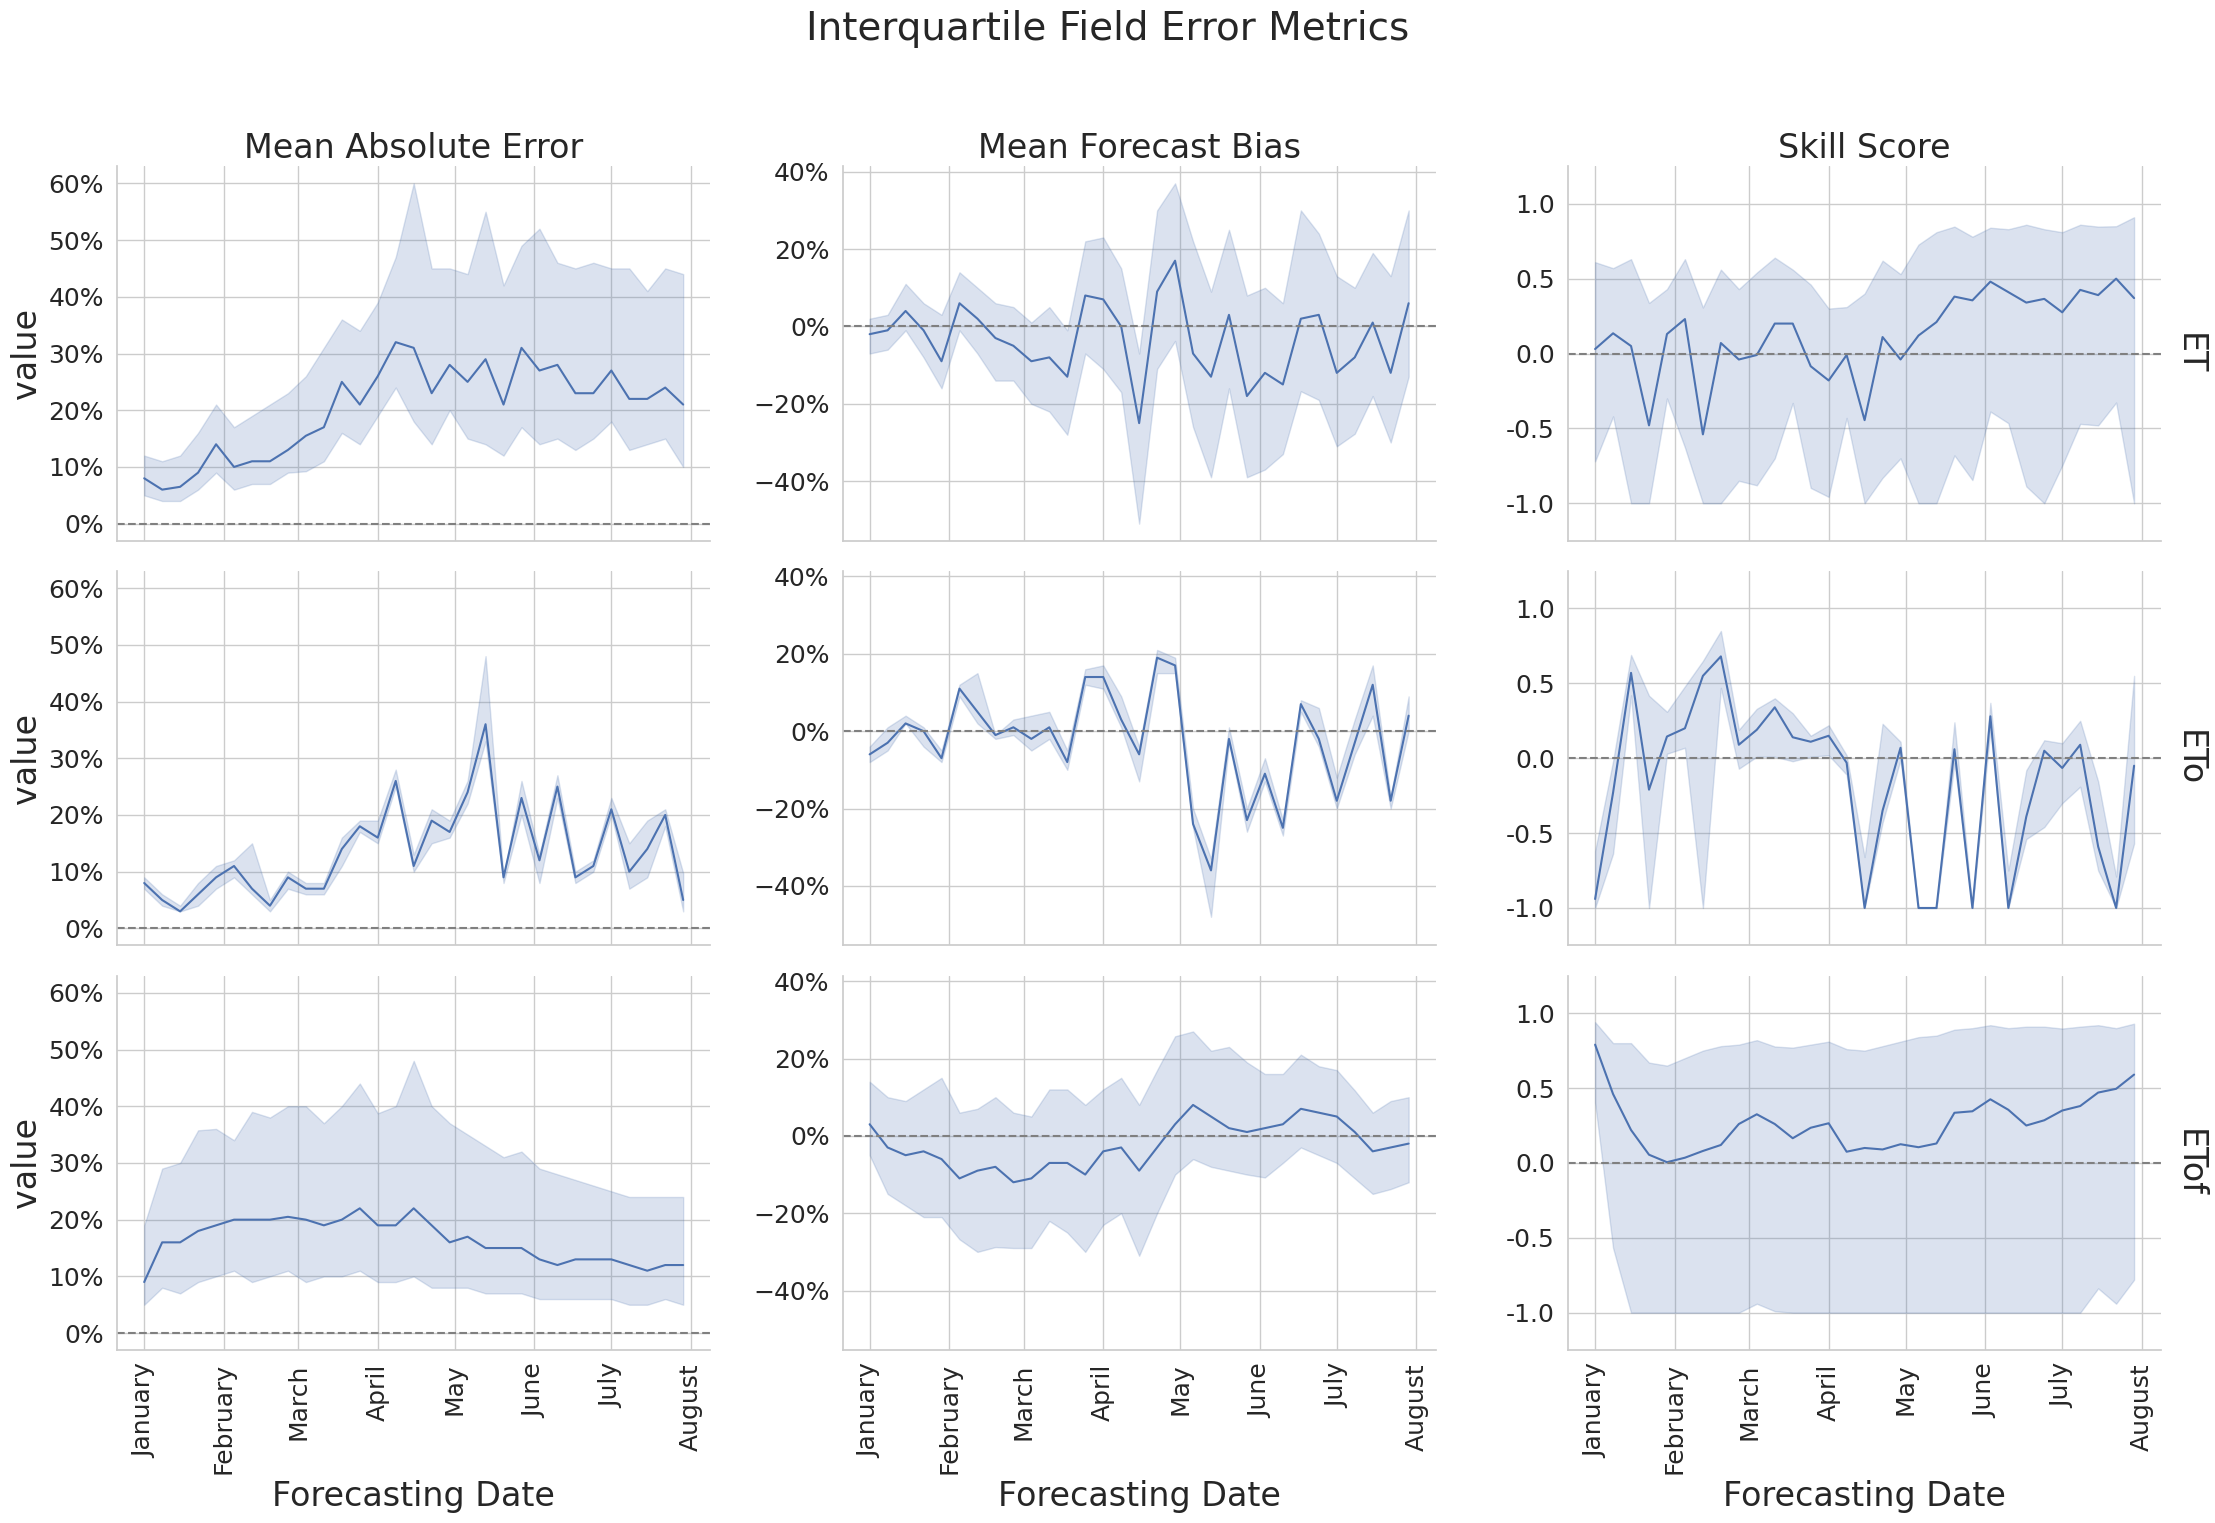 Interquartile Field Error Metrics
Mean Absolute Error
Mean Forecast Bias
Skill Score
60%
50%
40%
30%
20%
10%
0%
value
40%
20%
0%
−20%
−40%
1.0
0.5
0.0
-0.5
-1.0
ET
60%
50%
40%
30%
20%
10%
0%
value
40%
20%
0%
−20%
−40%
1.0
0.5
0.0
-0.5
-1.0
ETo
60%
50%
40%
30%
20%
10%
0%
value
40%
20%
0%
−20%
−40%
1.0
0.5
0.0
-0.5
-1.0
ETof
January
February
March
April
May
June
July
August
January
February
March
April
May
June
July
August
January
February
March
April
May
June
July
August
Forecasting Date
Forecasting Date
Forecasting Date